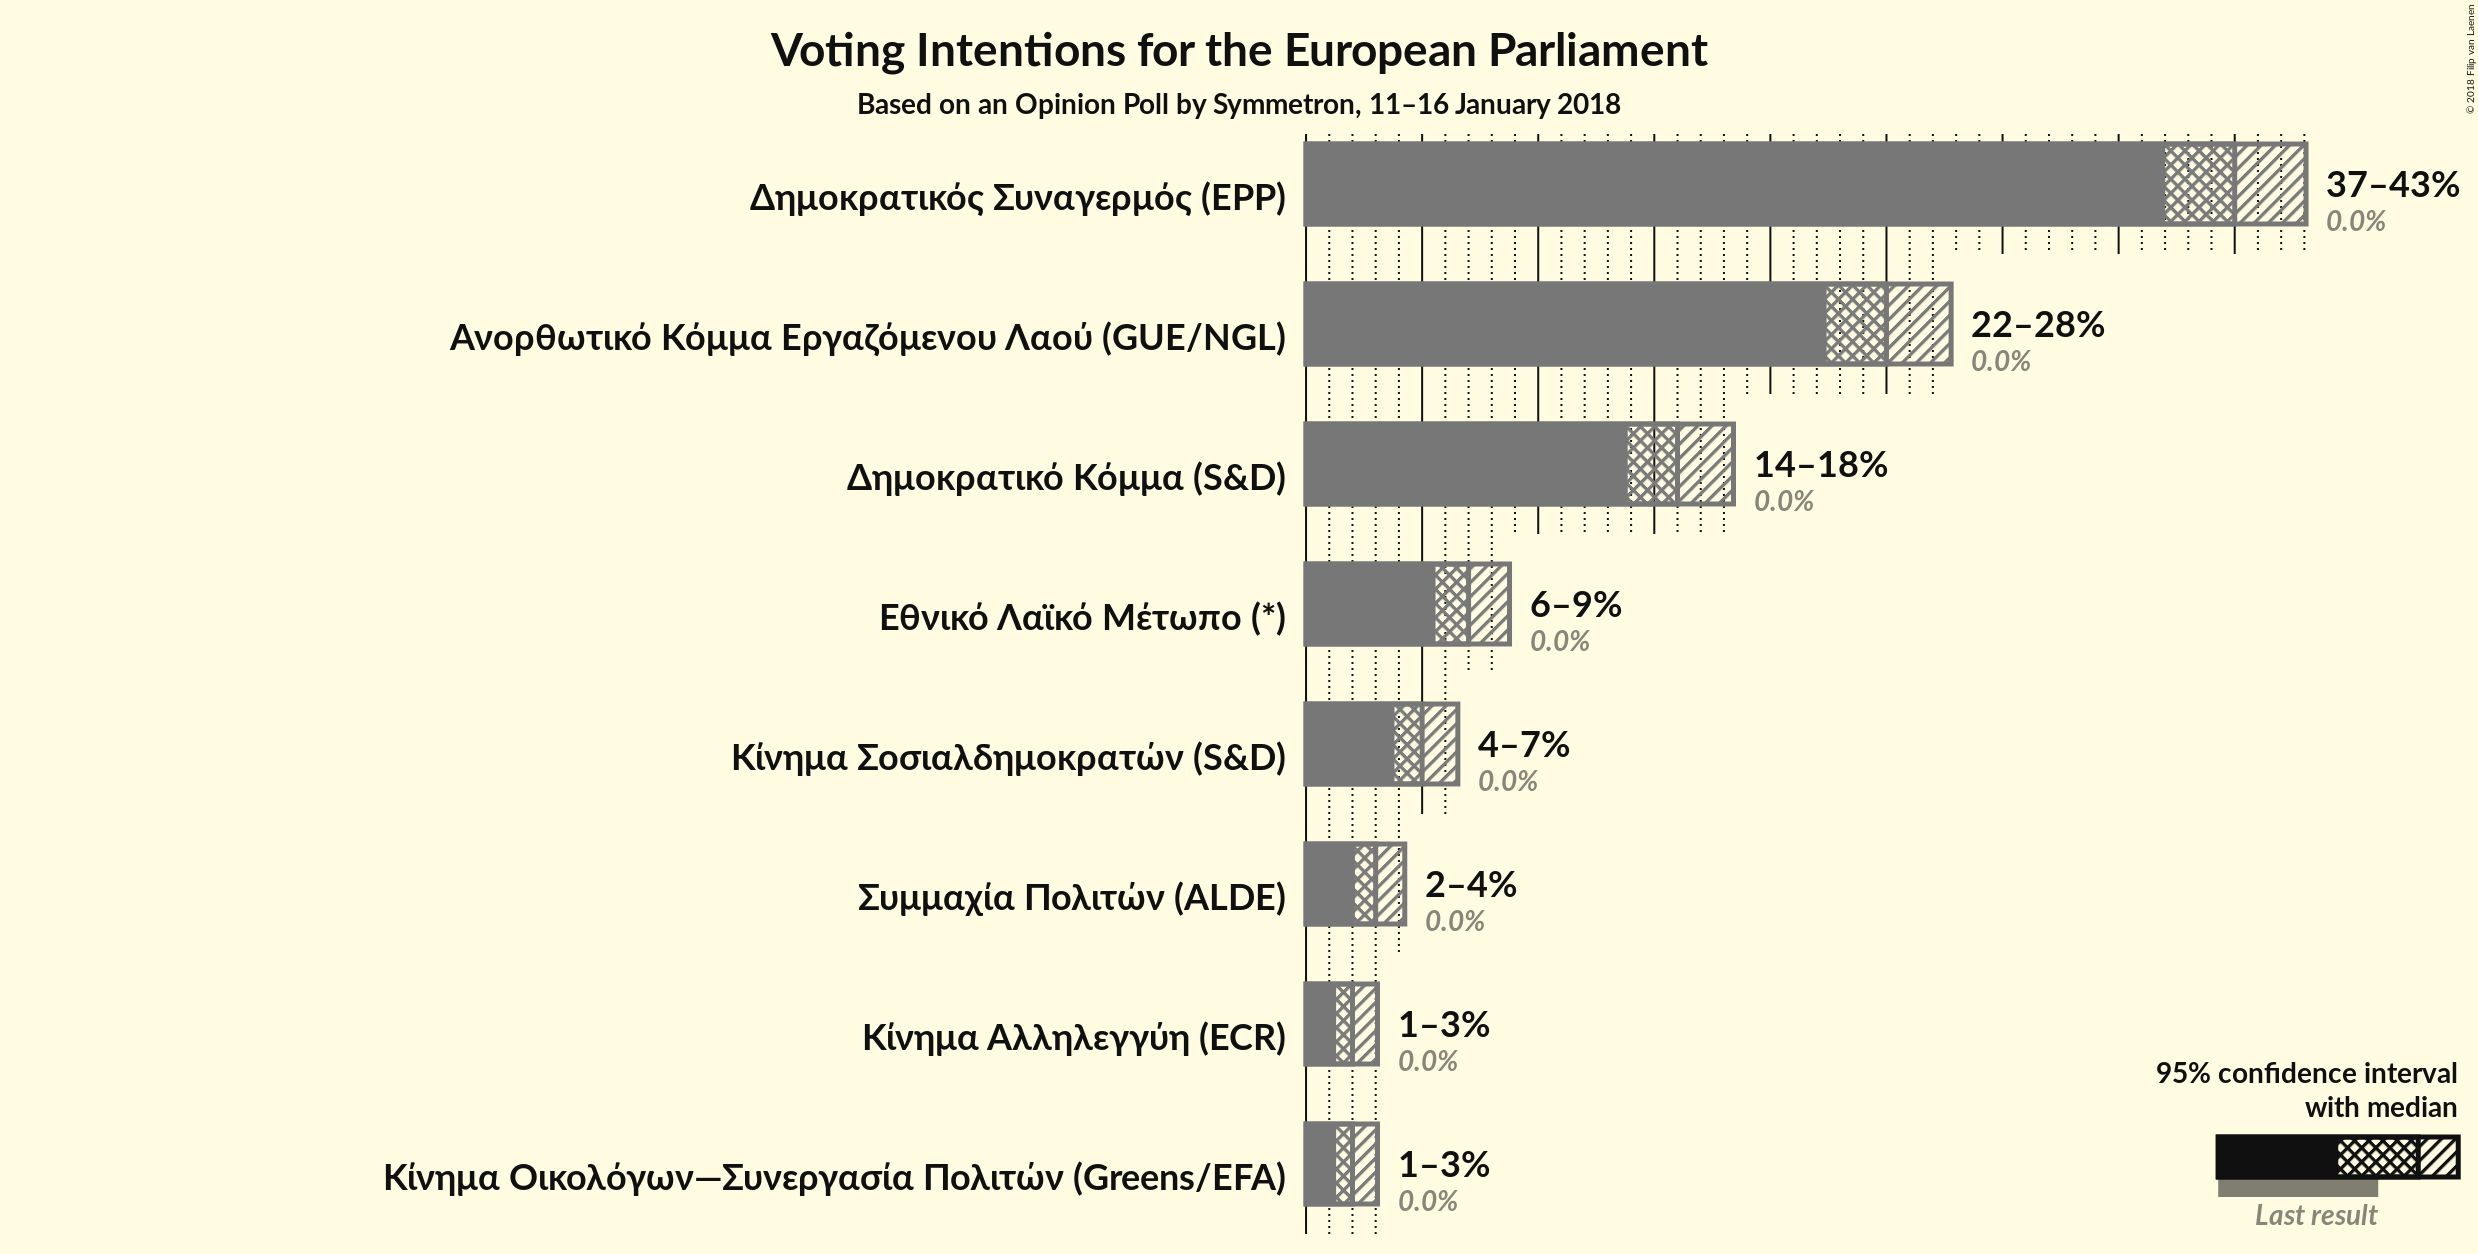 Voting Intentions for the European Parliament
Based on an Opinion Poll by Symmetron, 11–16 January 2018
© 2018 Filip van Laenen
Δημοκρατικός Συναγερμός (EPP)
37–43%
0.0%
Ανορθωτικό Κόμμα Εργαζόμενου Λαού (GUE/NGL)
22–28%
0.0%
Δημοκρατικό Κόμμα (S&D)
14–18%
0.0%
Εθνικό Λαϊκό Μέτωπο (*)
6–9%
0.0%
Κίνημα Σοσιαλδημοκρατών (S&D)
4–7%
0.0%
Συμμαχία Πολιτών (ALDE)
2–4%
0.0%
Κίνημα Αλληλεγγύη (ECR)
1–3%
0.0%
Κίνημα Οικολόγων—Συνεργασία Πολιτών (Greens/EFA)
1–3%
0.0%
95% confidence interval
with median
Last result